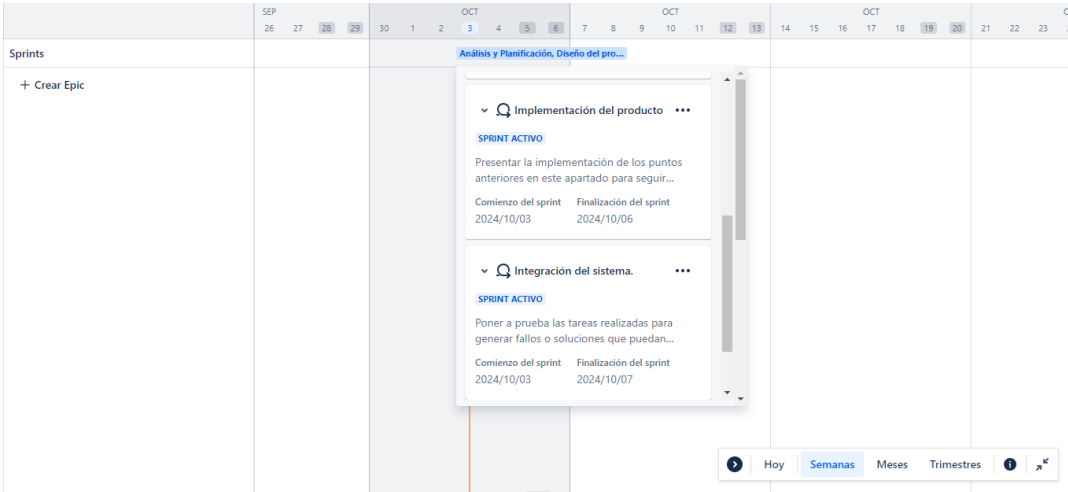 SEP OCT OCT OCT
26 27 28 29 30 1 2 3 4 5 6 7 8 9 10 11 12 13 14 15 16 17 18 19 20 21 22 23
Sprints
Análisis y Planificación, Diseño del pro...
+ Crear Epic
Implementación del producto
SPRINT ACTIVO
Presentar la implementación de los puntos
anteriores en este apartado para seguir...
Comienzo del sprint Finalización del sprint
2024/10/03 2024/10/06
Integración del sistema.
SPRINT ACTIVO
Poner a prueba las tareas realizadas para
generar fallos o soluciones que puedan...
Comienzo del sprint Finalización del sprint
2024/10/03 2024/10/07
Hoy Semanas Meses Trimestres